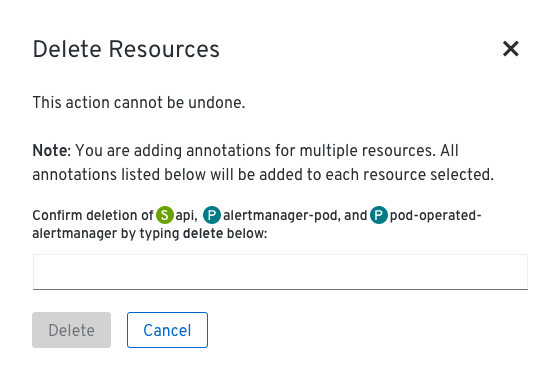 Delete Resources
This action cannot be undone.
Note: You are adding annotations for multiple resources. All
annotations listed below will be added to each resource selected.
Confirm deletion of S api, P alertmanager-pod, and P pod-operated-
alertmanager by typing delete below:
Delete Cancel